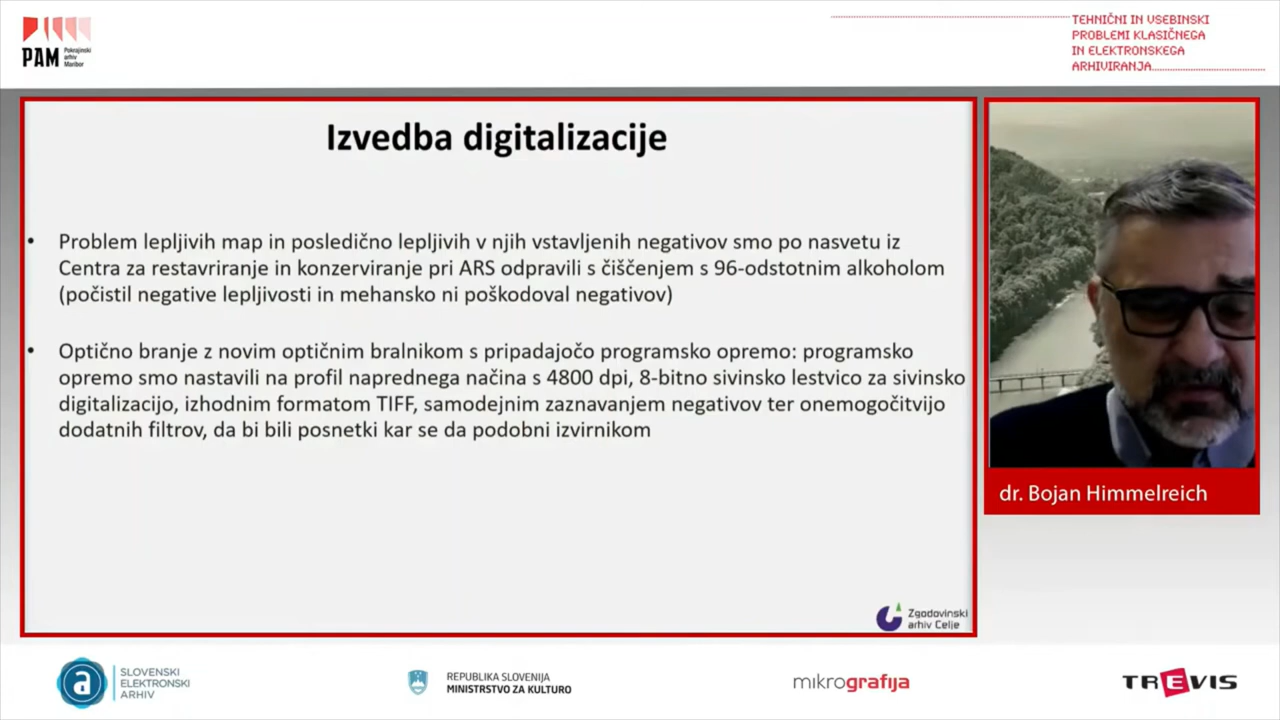 PAM Pokrajinski
arhiv
Maribor
TEHNIČNI IN VSEBINSKI
PROBLEMI KLASIČNEGA
IN ELEKTRONSKEGA
ARHIVIRANJA
Izvedba digitalizacije
• Problem lepljivih map in posledično lepljivih v njih vstavljenih negativov smo po nasvetu iz
Centra za restavriranje in konzerviranje pri ARS odpravili s čiščenjem s 96-odstotnim alkoholom
(počistil negative lepljivosti in mehansko ni poškodoval negativov)
• Optično branje z novim optičnim bralnikom s pripadajočo programsko opremo: programsko
opremo smo nastavili na profil naprednega načina s 4800 dpi, 8-bitno sivinsko lestvico za sivinsko
digitalizacijo, izhodnim formatom TIFF, samodejnim zaznavanjem negativov ter onemogočitvijo
dodatnih filtrov, da bi bili posnetki kar se da podobni izvirnikom
Zgodovinski
arhiv Celje
dr. Bojan Himmelreich
a SLOVENSKI
ELEKTRONSKI
ARHIV
REPUBLIKA SLOVENIJA
MINISTRSTVO ZA KULTURO
mikrografija
TREVIS